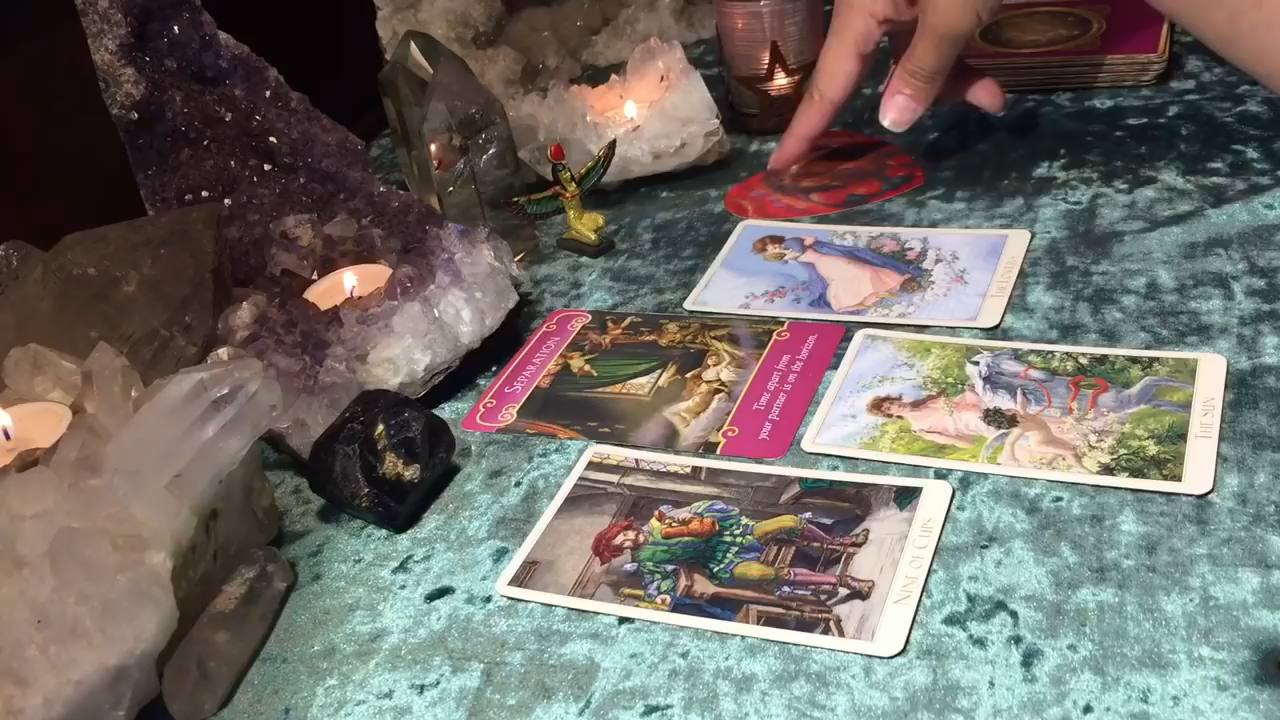 THE LOVERS
SEPARATION
Time apart from
your partner is on the horizon.
THE SUN
NINE OF CUPS